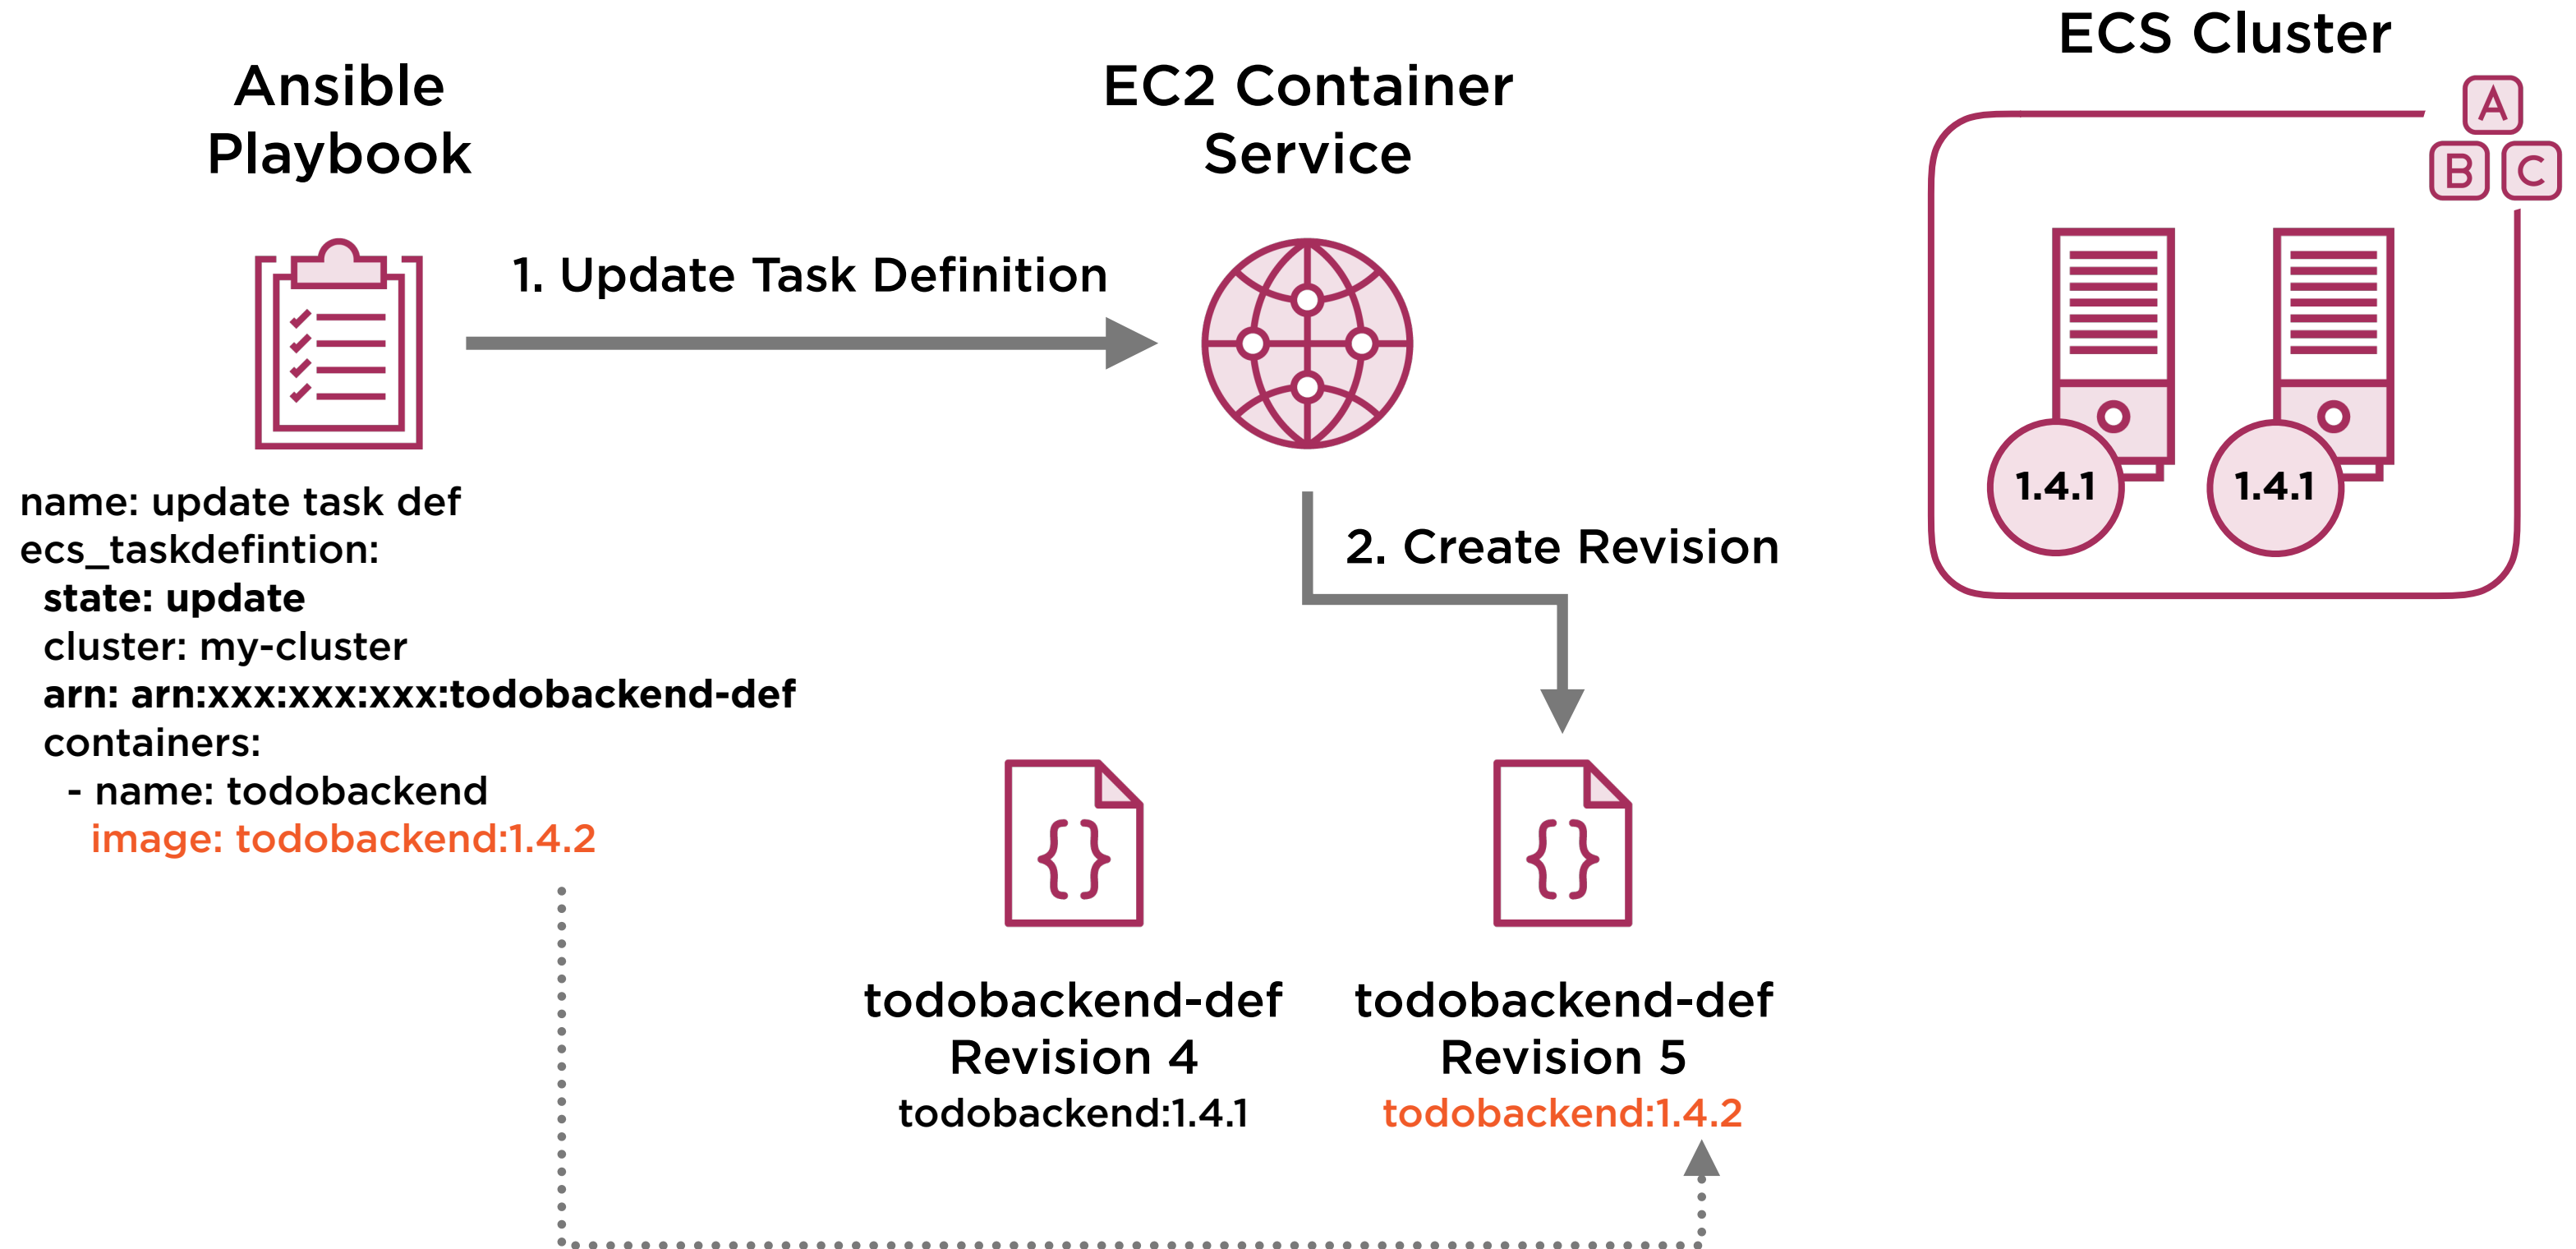 Ansible
Playbook
1. Update Task Definition
EC2 Container
Service
ECS Cluster
A
B C
1.4.1 1.4.1
2. Create Revision
name: update task def
ecs_taskdefintion:
state: update
cluster: my-cluster
arn: arn:xxx:xxx:xxx:todobackend-def
containers:
- name: todobackend
image: todobackend:1.4.2
{}
todobackend-def
Revision 4
todobackend:1.4.1
{}
todobackend-def
Revision 5
todobackend:1.4.2